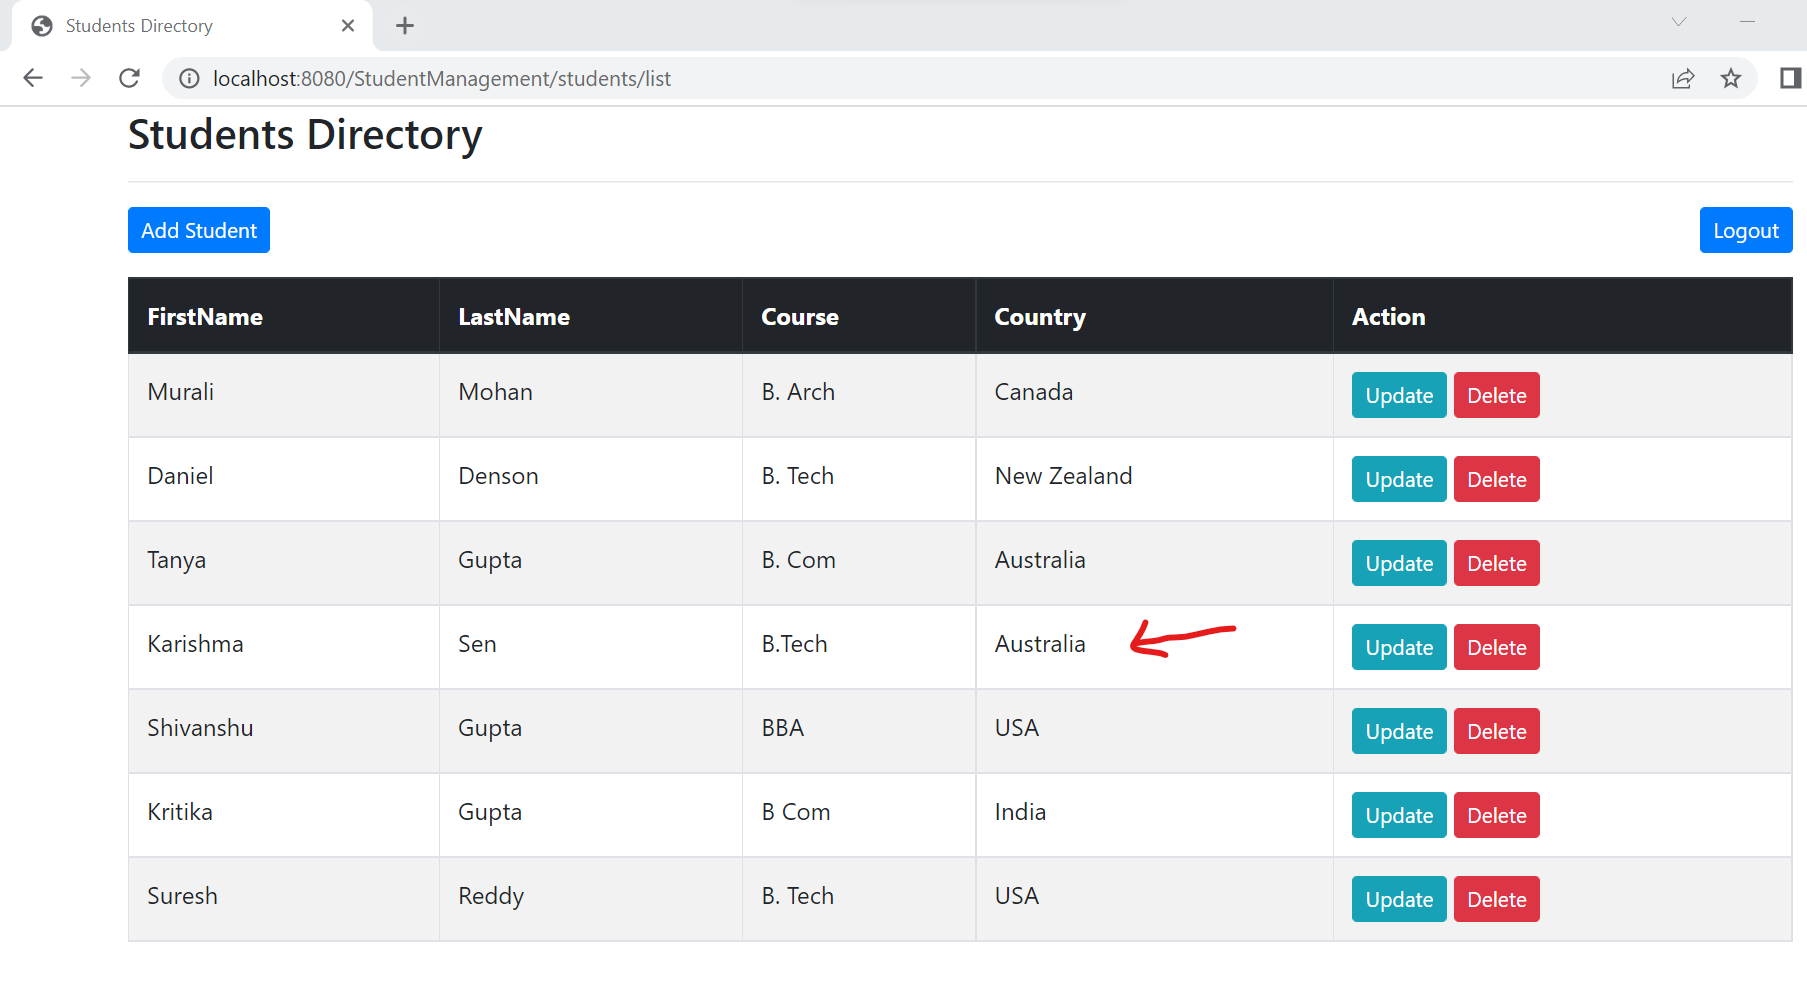 Students Directory
localhost:8080/StudentManagement/students/list
Students Directory
Add Student Logout
FirstName LastName Course Country Action
Murali Mohan B. Arch Canada Update Delete
Daniel Denson B. Tech New Zealand Update Delete
Tanya Gupta B. Com Australia Update Delete
Karishma Sen B.Tech Australia Update Delete
Shivanshu Gupta BBA USA Update Delete
Kritika Gupta B Com India Update Delete
Suresh Reddy B. Tech USA Update Delete